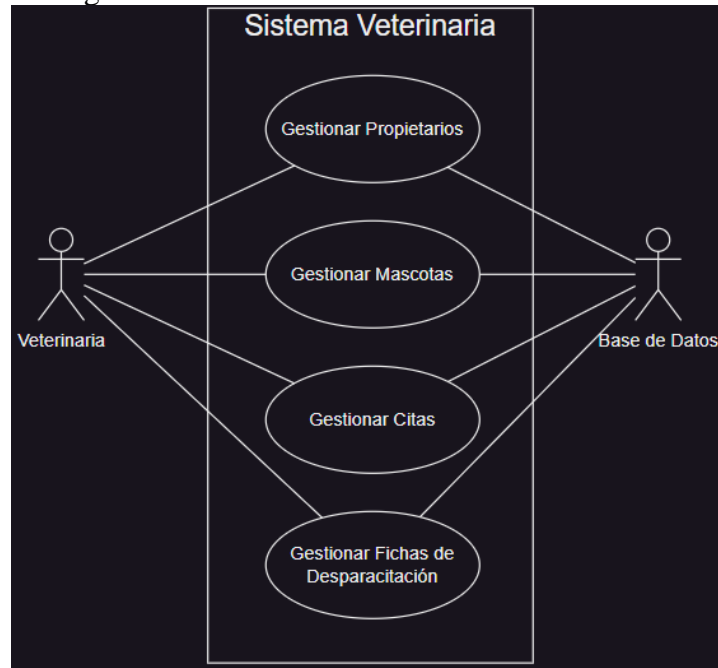 Sistema Veterinaria
Gestionar Propietarios
Gestionar Mascotas
Veterinaria
Base de Datos
Gestionar Citas
Gestionar Fichas de
Desparacitación